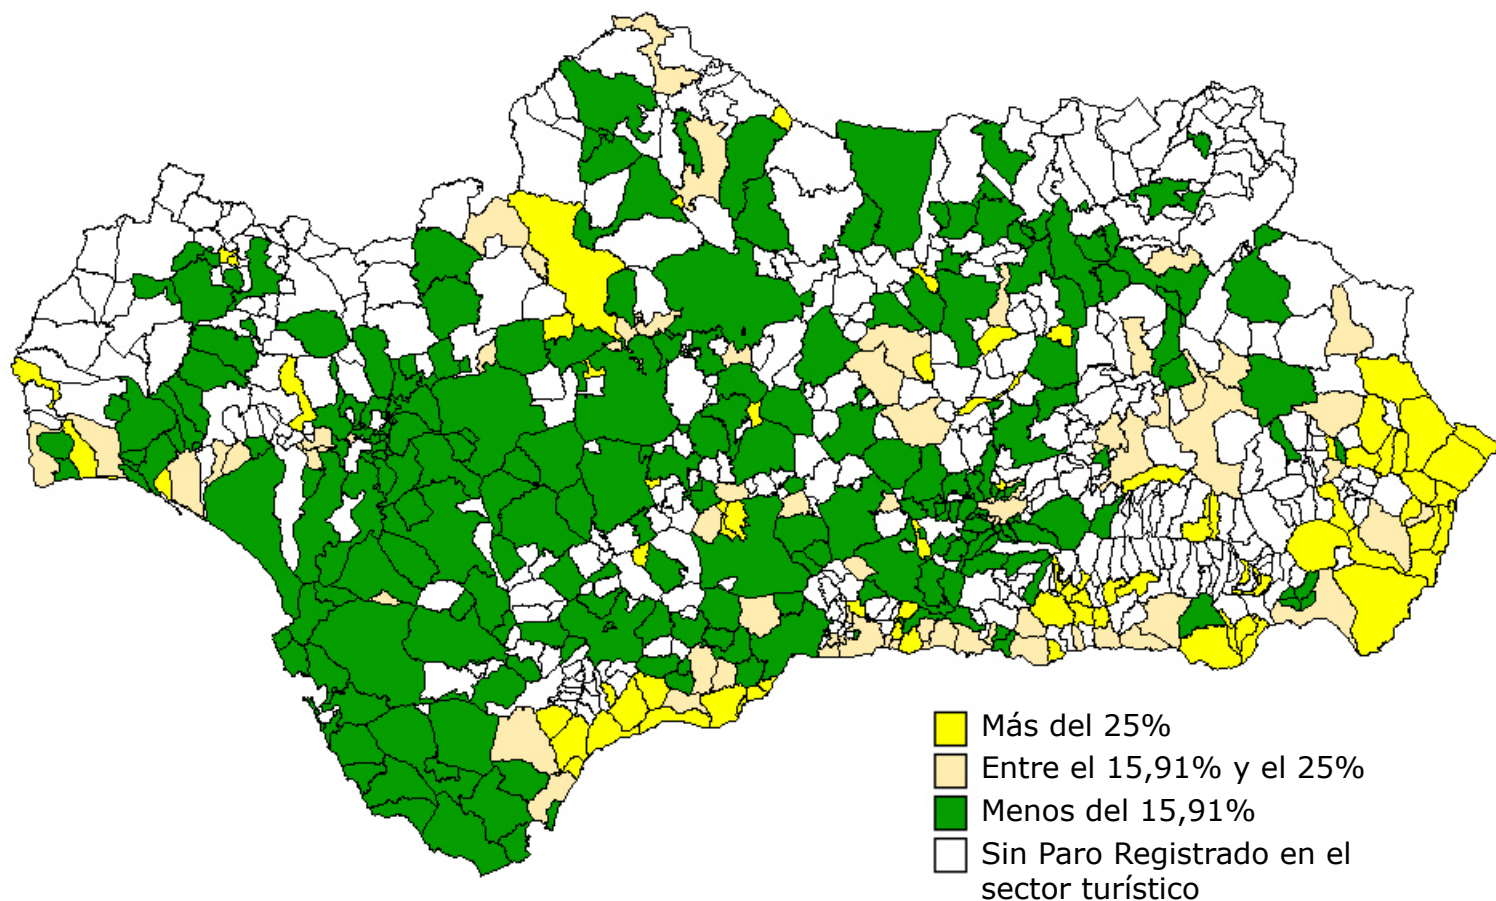 Más del 25%
Entre el 15,91% y el 25%
Menos del 15,91%
Sin Paro Registrado en el
sector turístico